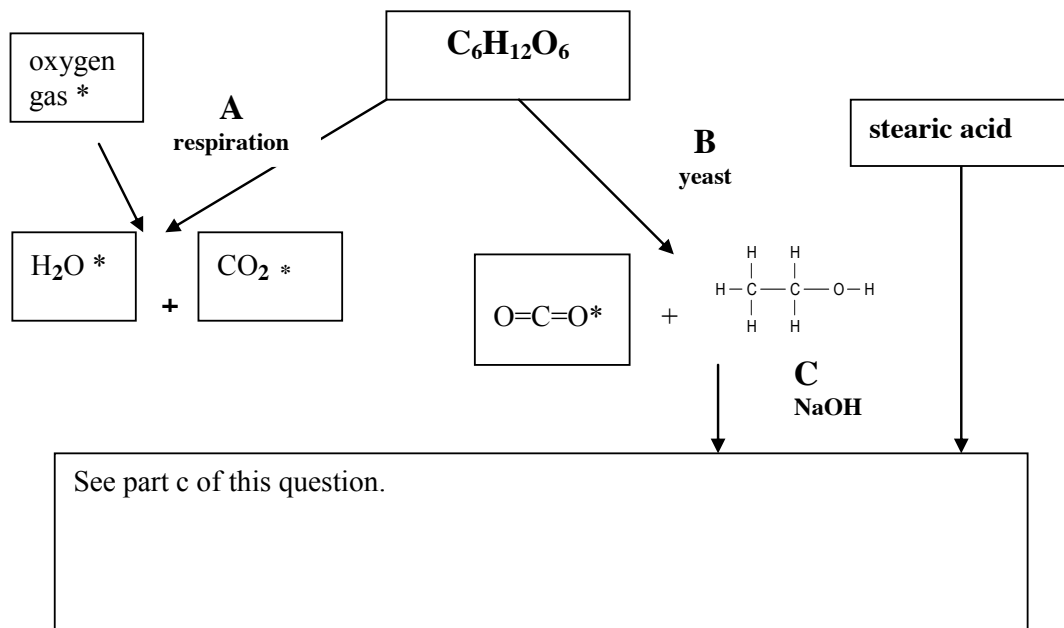 C₆H₁₂O₆
oxygen
gas *
A
respiration
stearic acid
B
yeast
H₂O *
+
CO₂ *
O=C=O*
+
H H
H — C — C — O — H
H H
C
NaOH
See part c of this question.